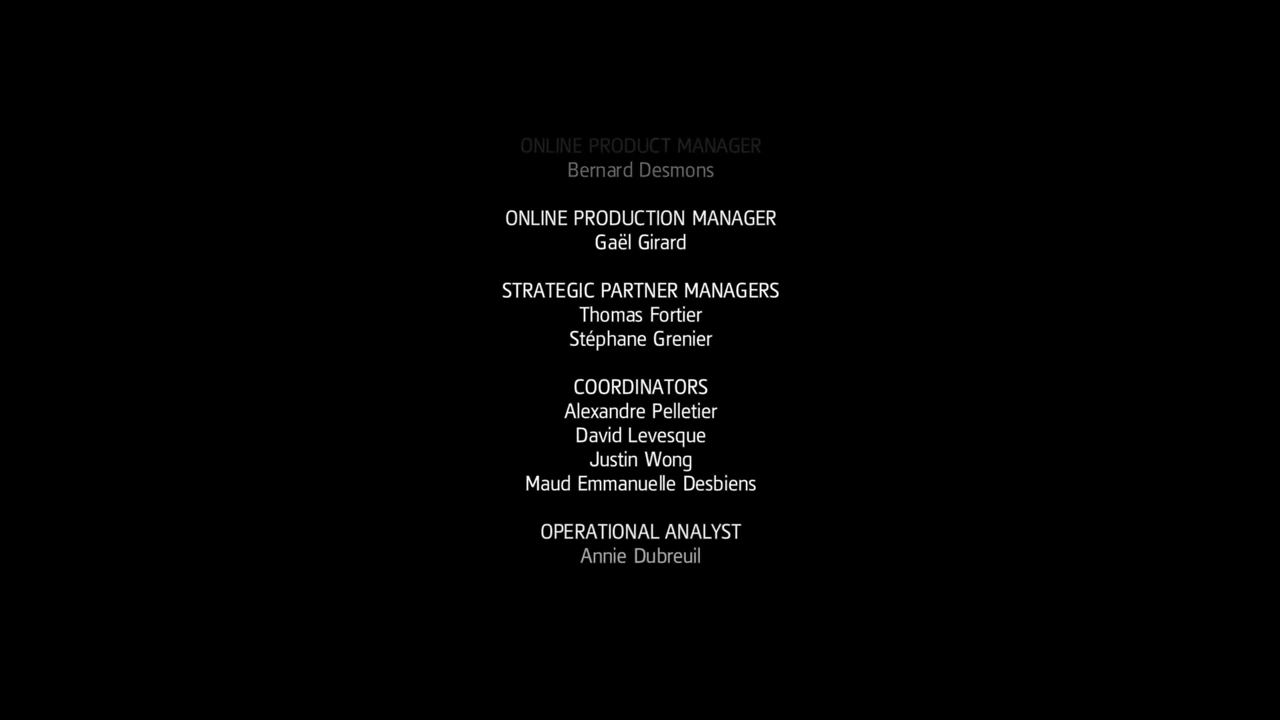 ONLINE PRODUCT MANAGER
Bernard Desmons
ONLINE PRODUCTION MANAGER
Gaël Girard
STRATEGIC PARTNER MANAGERS
Thomas Fortier
Stéphane Grenier
COORDINATORS
Alexandre Pelletier
David Levesque
Justin Wong
Maud Emmanuelle Desbiens
OPERATIONAL ANALYST
Annie Dubreuil